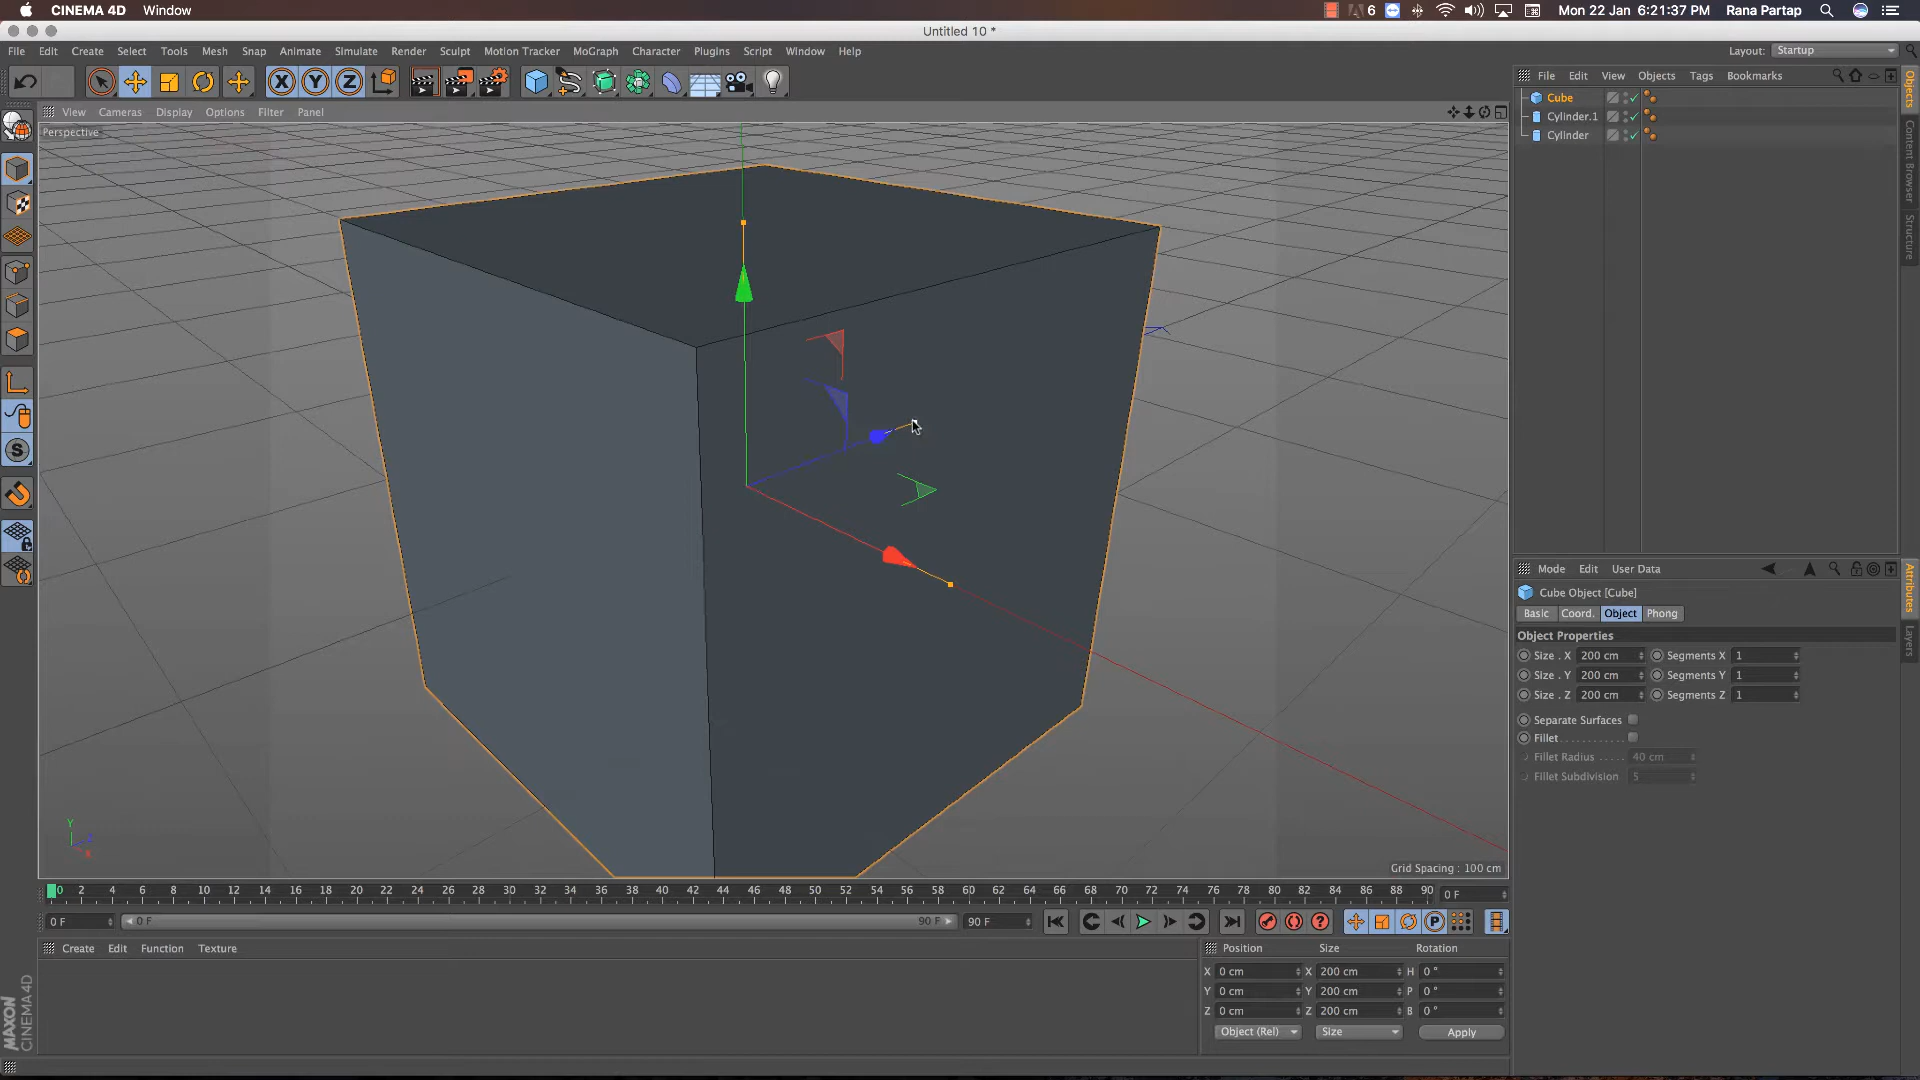 CINEMA 4D Window
6 Mon 22 Jan 6:21:37 PM Rana Partap
Untitled 10 *
File Edit Create Select Tools Mesh Snap Animate Simulate Render Sculpt Motion Tracker MoGraph Character Plugins Script Window Help
Layout: Startup
X Y Z
File Edit View Objects Tags Bookmarks
View Cameras Display Options Filter Panel
Perspective
Cube
Cylinder.1
Cylinder
Objects
Content Browser
Structure
Mode Edit User Data
Attributes
Layers
Cube Object [Cube]
Basic Coord. Object Phong
Object Properties
Size . X 200 cm Segments X 1
Size . Y 200 cm Segments Y 1
Size . Z 200 cm Segments Z 1
Separate Surfaces
Fillet
Fillet Radius 40 cm
Fillet Subdivision 5
S
Y
Grid Spacing : 100 cm
0 2 4 6 8 10 12 14 16 18 20 22 24 26 28 30 32 34 36 38 40 42 44 46 48 50 52 54 56 58 60 62 64 66 68 70 72 74 76 78 80 82 84 86 88 90 0 F
0 F 0 F 90 F 90 F P
Create Edit Function Texture
Position Size Rotation
X 0 cm X 200 cm H 0 °
Y 0 cm Y 200 cm P 0 °
Z 0 cm Z 200 cm B 0 °
Object (Rel) Size Apply
MAXON
CINEMA 4D